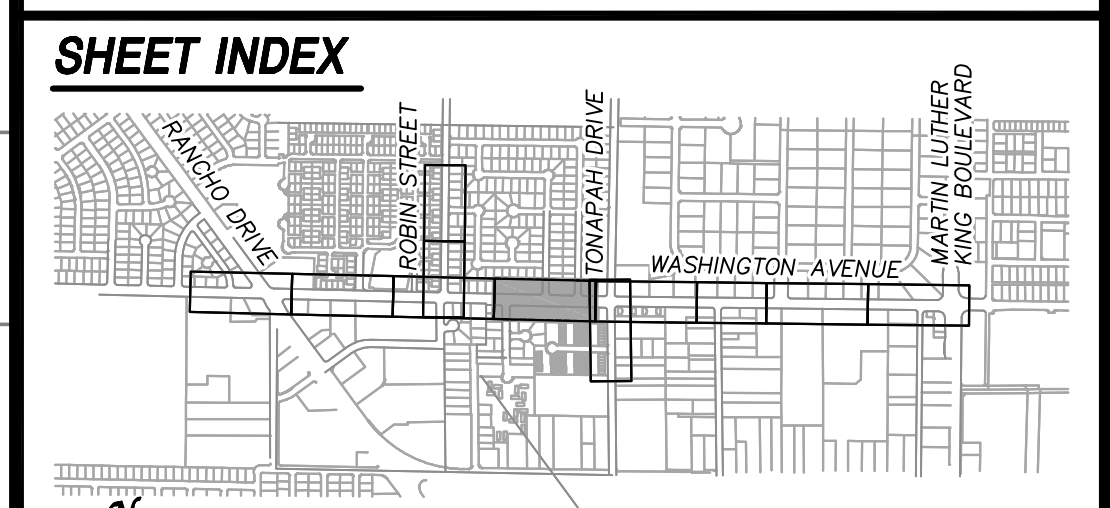 SHEET INDEX
RANCHO DRIVE
ROBIN STREET
TONAPAH DRIVE
WASHINGTON AVENUE
MARTIN LUTHER
KING BOULEVARD